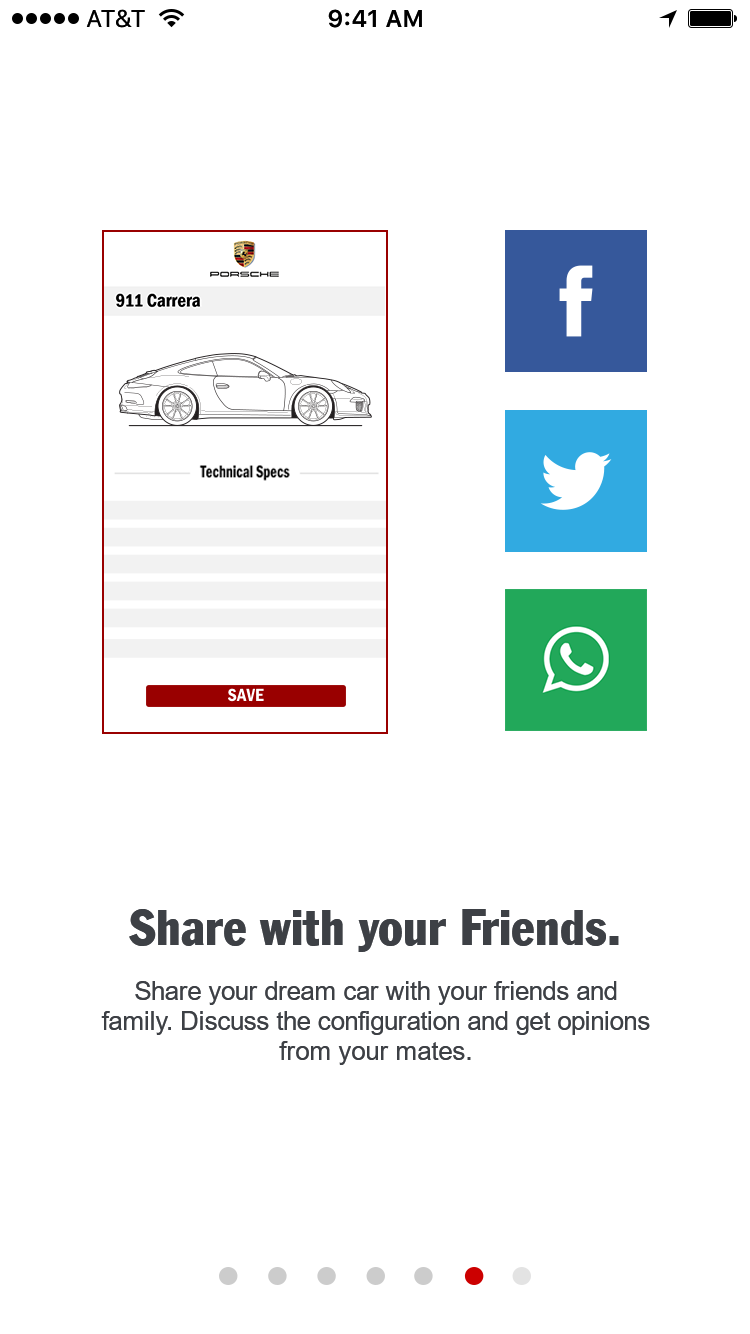 AT&T 9:41 AM
PORSCHE
911 Carrera
Technical Specs
SAVE
Share with your Friends.
Share your dream car with your friends and
family. Discuss the configuration and get opinions
from your mates.